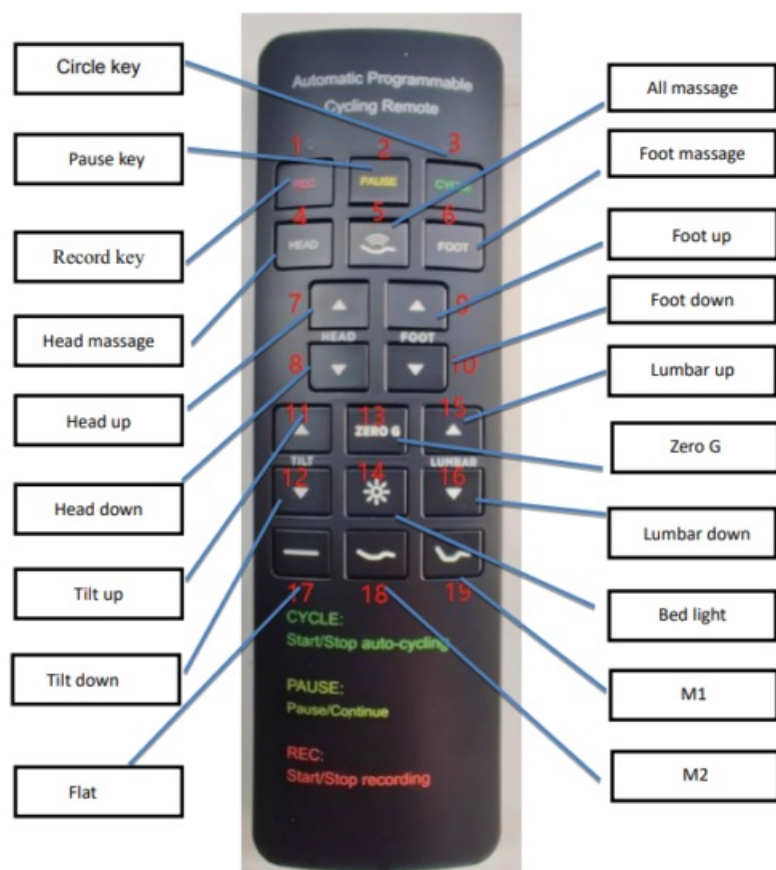 Circle key
Pause key
Record key
Head massage
Head up
Head down
Tilt up
Tilt down
Flat
Automatic Programmable
Cycling Remote
1 2 3
REC PAUSE CYCLE
4 5 6
HEAD FOOT
7 9
HEAD FOOT
8 10
11 13 15
ZERO G
TILT LUMBAR
12 14 16
17 18 19
CYCLE:
Start/Stop auto-cycling
PAUSE:
Pause/Continue
REC:
Start/Stop recording
All massage
Foot massage
Foot up
Foot down
Lumbar up
Zero G
Lumbar down
Bed light
M1
M2